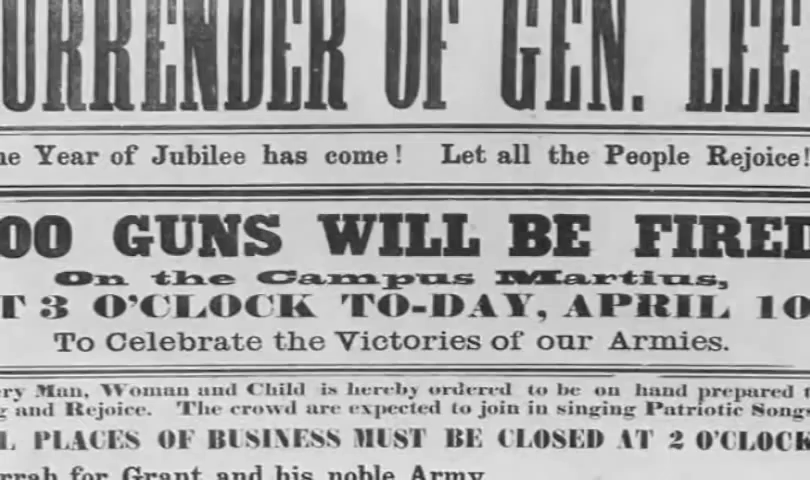 URRENDER OF GEN. LEE
he Year of Jubilee has come! Let all the People Rejoice!
00 GUNS WILL BE FIRED
On the Campus Martius,
T 3 O'CLOCK TO-DAY, APRIL 10
To Celebrate the Victories of our Armies.
ry Man, Woman and Child is hereby ordered to be on hand prepared t
g and Rejoice. The crowd are expected to join in singing Patriotic Song
L PLACES OF BUSINESS MUST BE CLOSED AT 2 O'CLOCK
rrah for Grant and his noble Army